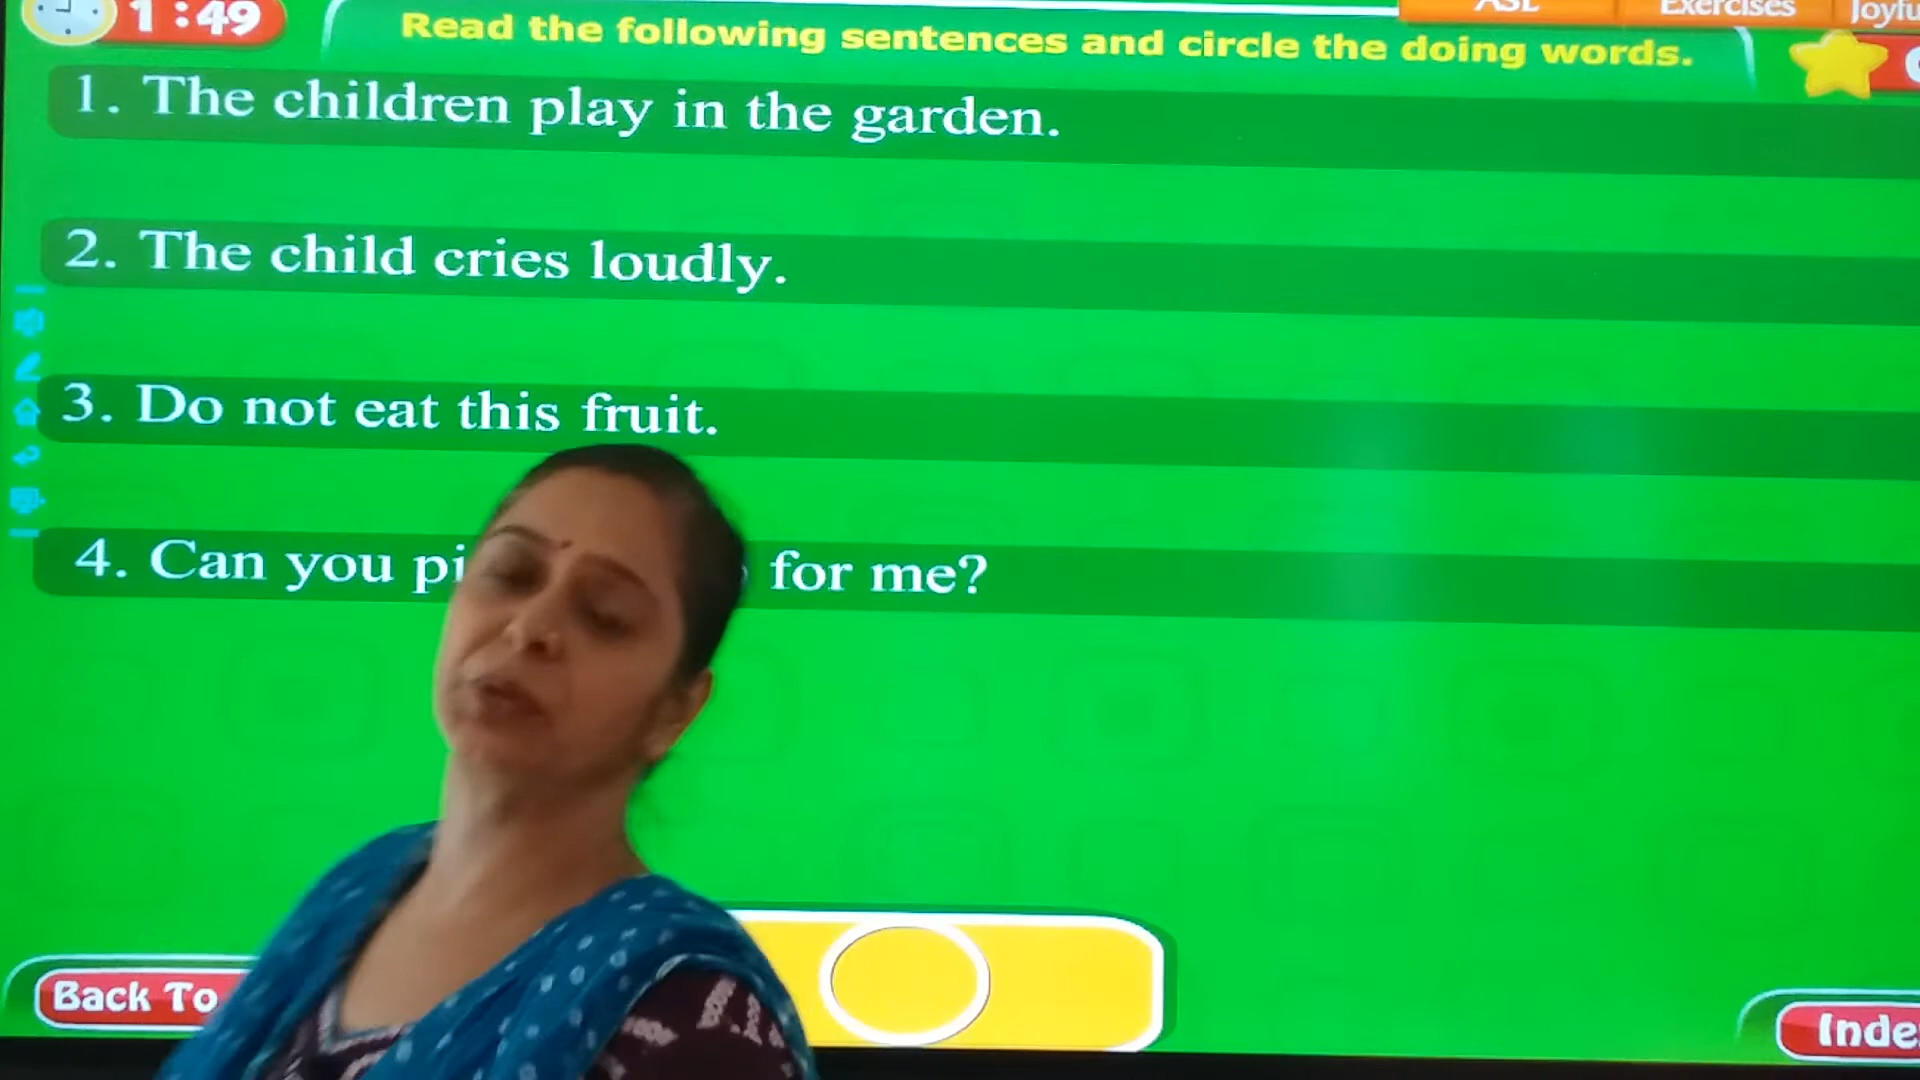 1:49
ASL
Exercises
Read the following sentences and circle the doing words.
1. The children play in the garden.
2. The child cries loudly.
3. Do not eat this fruit.
4. Can you for me?
Back To